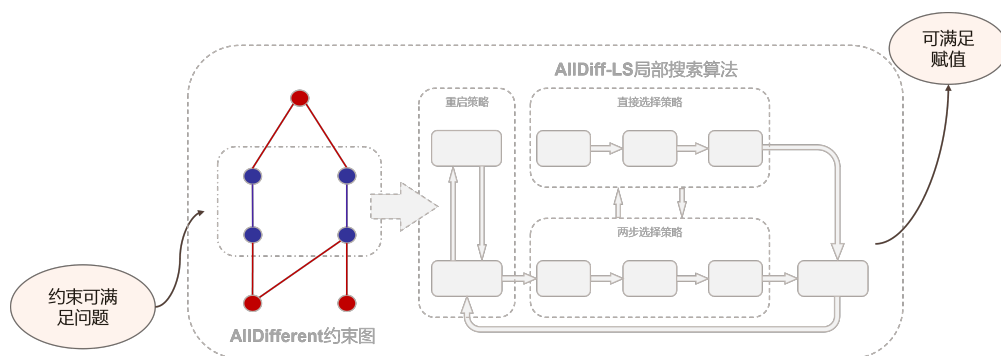 可满足
赋值
AllDiff-LS局部搜索算法
重启策略
直接选择策略
两步选择策略
约束可满
足问题
AllDifferent约束图